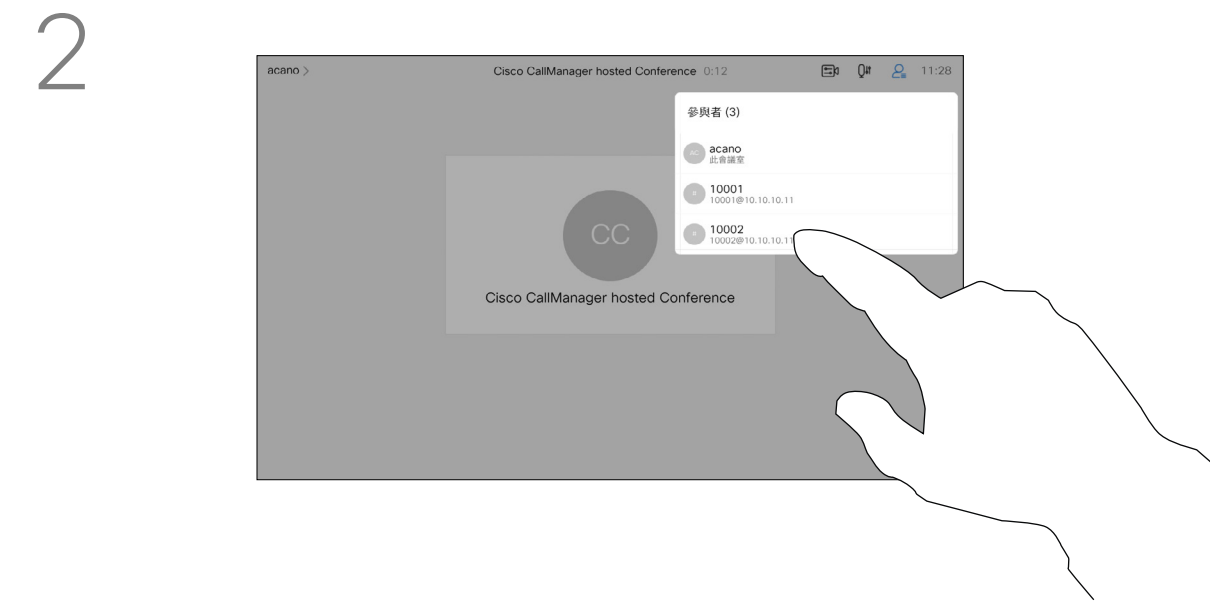 2
acano >
Cisco CallManager hosted Conference 0:12
11:28
參與者 (3)
AC
acano
此會議室
10001
10001@10.10.10.11
10002
10002@10.10.10.11
CC
Cisco CallManager hosted Conference